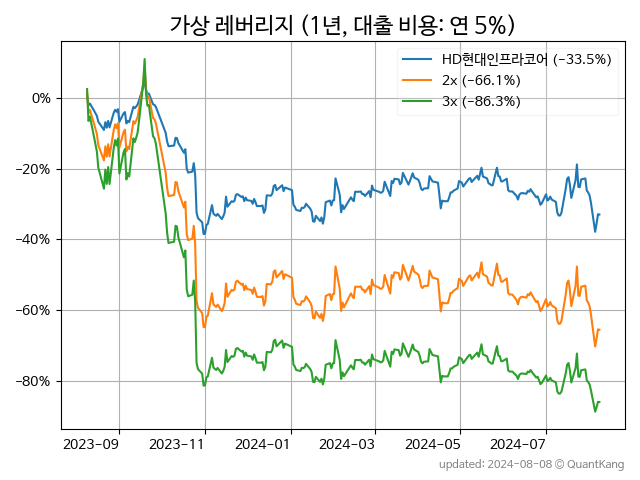 가상 레버리지 (1년, 대출 비용: 연 5%)
HD현대인프라코어 (−33.5%)
2x (−66.1%)
3x (−86.3%)
0%
−20%
−40%
−60%
−80%
2023-09 2023-11 2024-01 2024-03 2024-05 2024-07
updated: 2024-08-08 © QuantKang